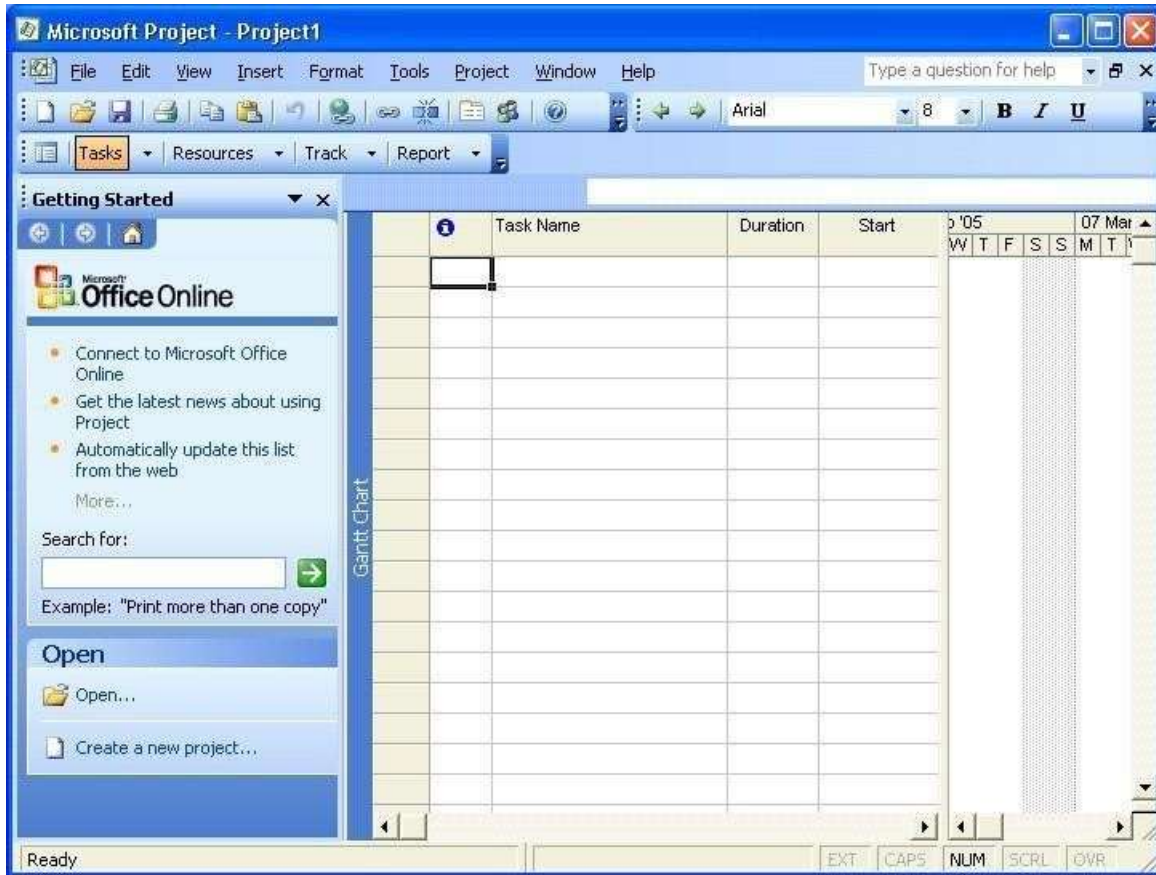 Microsoft Project - Project1
File Edit View Insert Format Tools Project Window Help Type a question for help
Arial 8 B I U
Tasks Resources Track Report
Getting Started
Microsoft
Office Online
Connect to Microsoft Office
Online
Get the latest news about using
Project
Automatically update this list
from the web
More...
Search for:
Example: "Print more than one copy"
Open
Open...
Create a new project...
Gantt Chart
Task Name Duration Start '05 07 Mar
W T F S S M T
Ready EXT CAPS NUM SCRL OVR